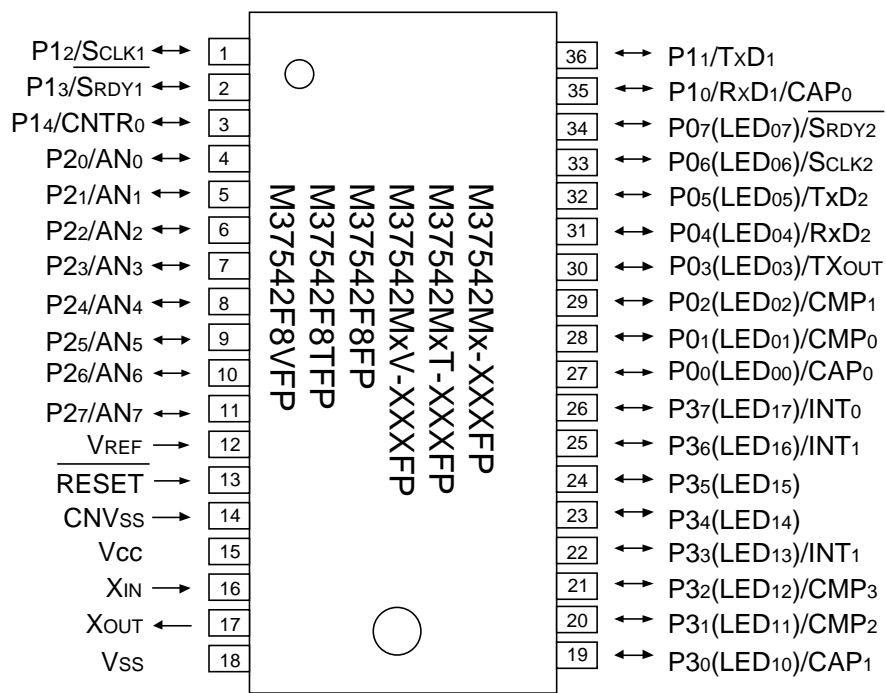 P12/SCLK1 1
P13/SRDY1 2
P14/CNTR0 3
P20/AN0 4
P21/AN1 5
P22/AN2 6
P23/AN3 7
P24/AN4 8
P25/AN5 9
P26/AN6 10
P27/AN7 11
VREF 12
RESET 13
CNVSS 14
Vcc 15
XIN 16
XOUT 17
VSS 18
M37542Mx-XXXFP
M37542MxT-XXXFP
M37542MxV-XXXFP
M37542F8FP
M37542F8TFP
M37542F8VFP
36 P11/TxD1
35 P10/RxD1/CAP0
34 P07(LED07)/SRDY2
33 P06(LED06)/SCLK2
32 P05(LED05)/TxD2
31 P04(LED04)/RxD2
30 P03(LED03)/TXOUT
29 P02(LED02)/CMP1
28 P01(LED01)/CMP0
27 P00(LED00)/CAP0
26 P37(LED17)/INT0
25 P36(LED16)/INT1
24 P35(LED15)
23 P34(LED14)
22 P33(LED13)/INT1
21 P32(LED12)/CMP3
20 P31(LED11)/CMP2
19 P30(LED10)/CAP1